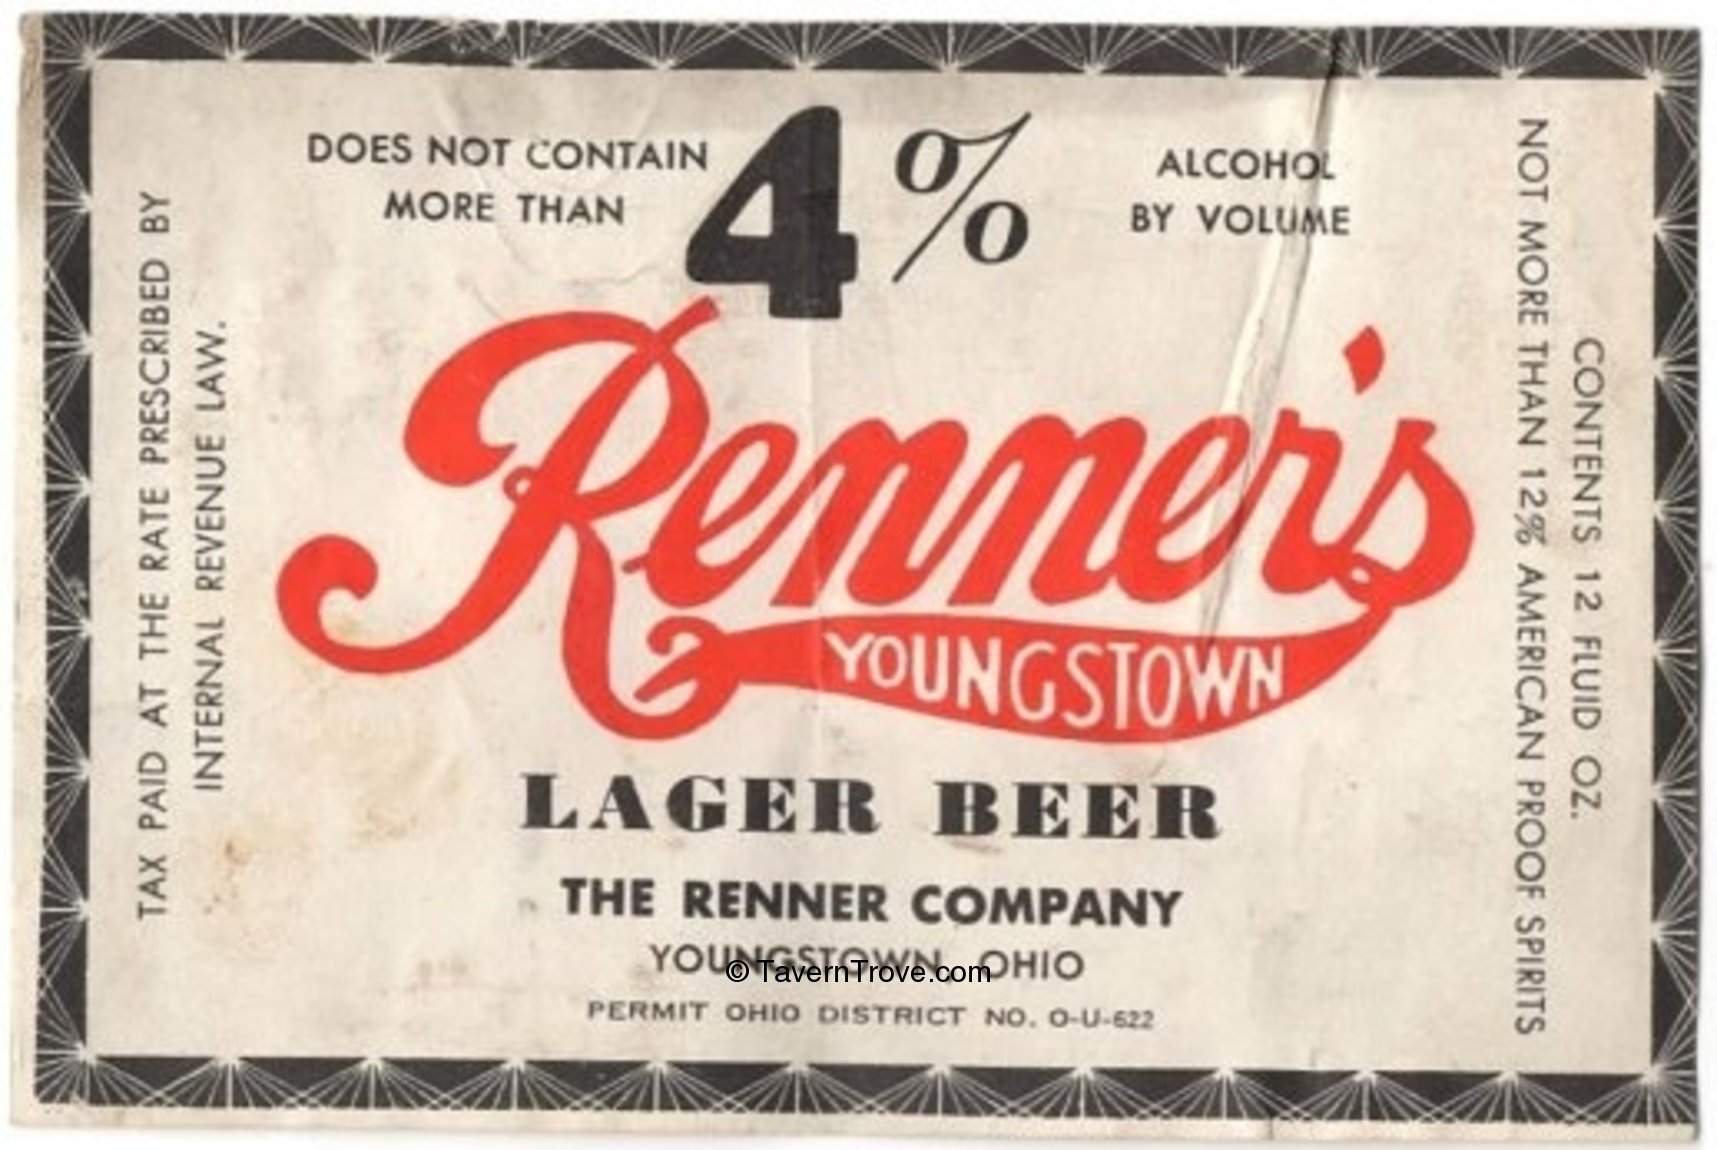 DOES NOT CONTAIN
MORE THAN
4%
ALCOHOL
BY VOLUME
Renner's
YOUNGSTOWN
LAGER BEER
THE RENNER COMPANY
YOUNGSTOWN, OHIO
© TavernTrove.com
PERMIT OHIO DISTRICT NO. O-U-622
TAX PAID AT THE RATE PRESCRIBED BY
INTERNAL REVENUE LAW.
CONTENTS 12 FLUID OZ.
NOT MORE THAN 12% AMERICAN PROOF SPIRITS